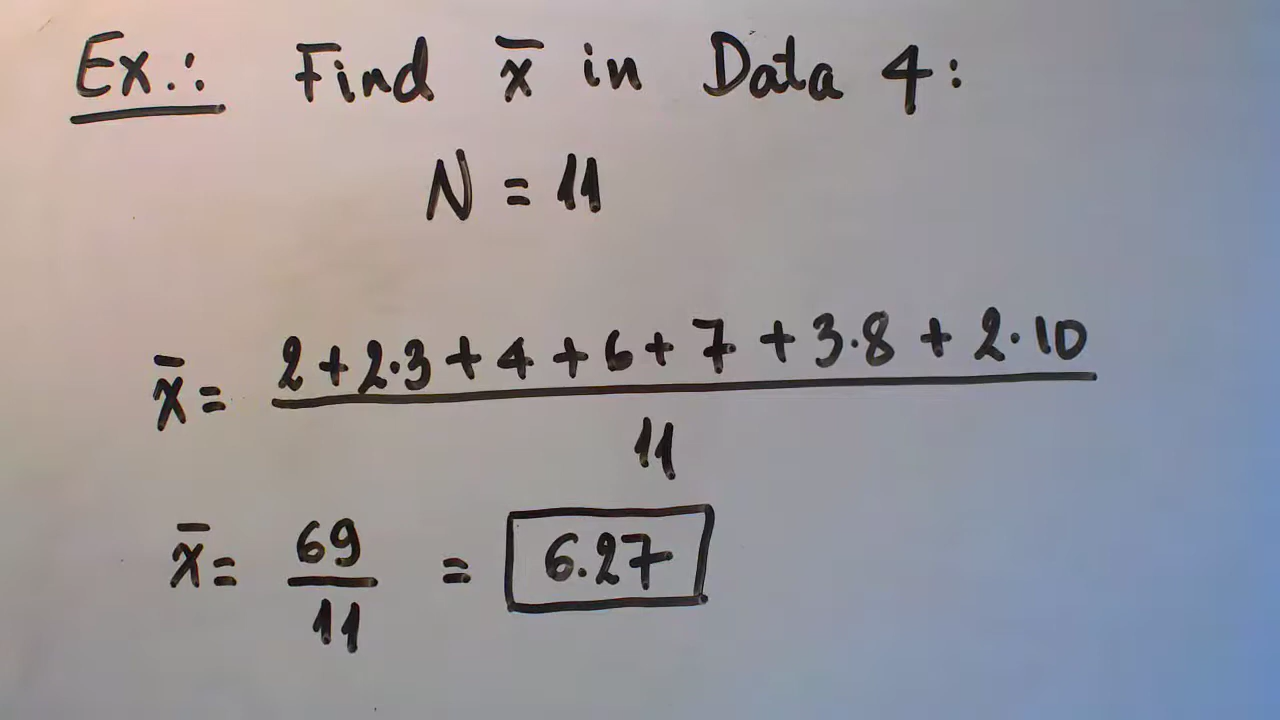 Ex.: Find x̄ in Data 4:
N = 11
x̄ = 2 + 2·3 + 4 + 6 + 7 + 3·8 + 2·10
11
x̄ = 69 / 11 = 6.27